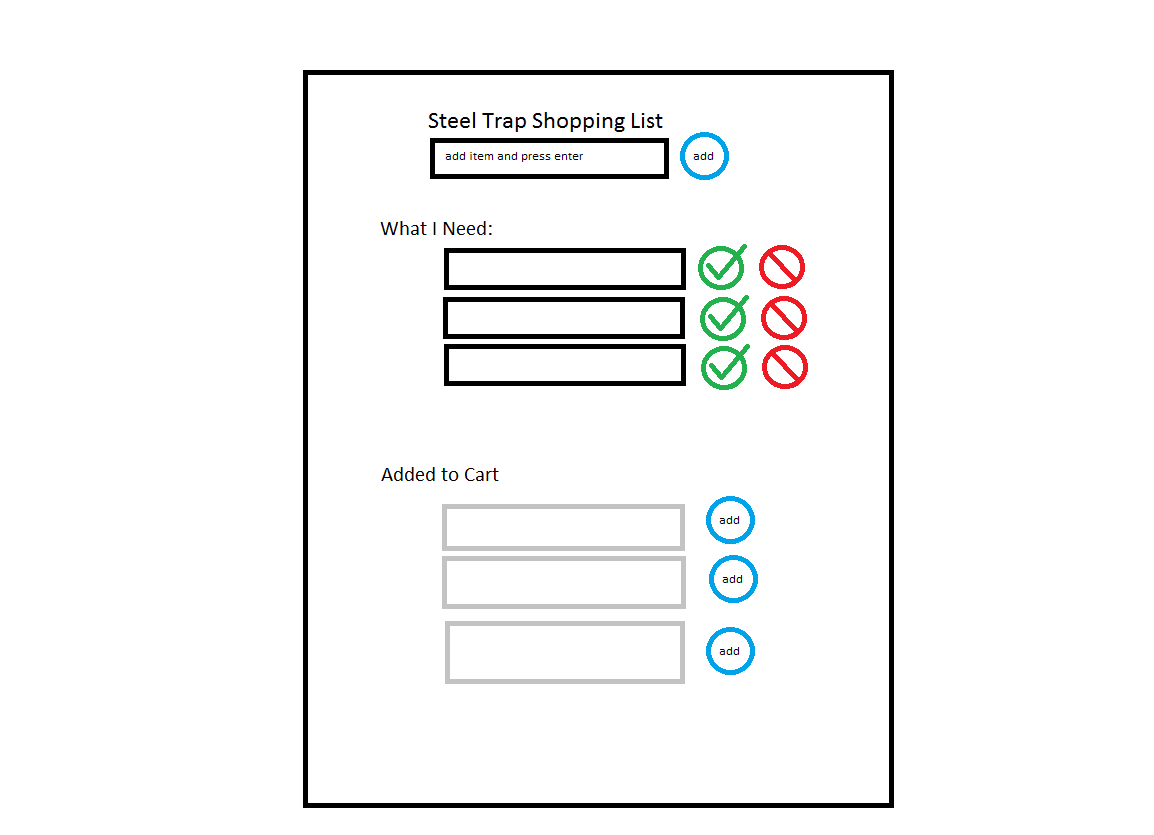 Steel Trap Shopping List
add item and press enter
add
What I Need:
Added to Cart
add
add
add